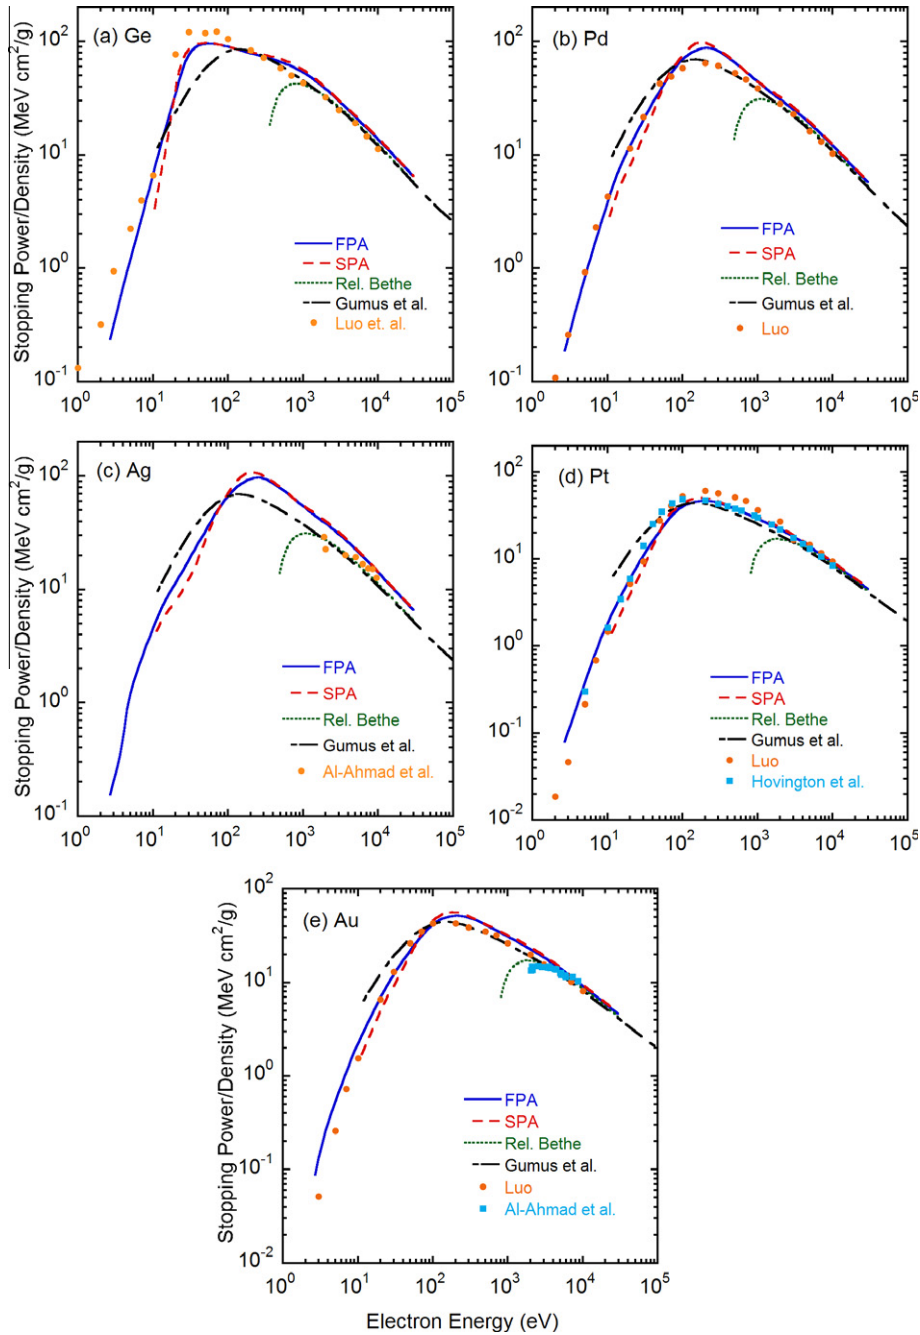 (a) Ge
Stopping Power/Density (MeV cm²/g)
10²
10¹
10⁰
10⁻¹
FPA
SPA
Rel. Bethe
Gumus et al.
Luo et. al.
10⁰ 10¹ 10² 10³ 10⁴ 10⁵
(b) Pd
10²
10¹
10⁰
10⁻¹
FPA
SPA
Rel. Bethe
Gumus et al.
Luo
10⁰ 10¹ 10² 10³ 10⁴ 10⁵
(c) Ag
Stopping Power/Density (MeV cm²/g)
10²
10¹
10⁰
10⁻¹
FPA
SPA
Rel. Bethe
Gumus et al.
Al-Ahmad et al.
10⁰ 10¹ 10² 10³ 10⁴ 10⁵
(d) Pt
10²
10¹
10⁰
10⁻¹
10⁻²
FPA
SPA
Rel. Bethe
Gumus et al.
Luo
Hovington et al.
10⁰ 10¹ 10² 10³ 10⁴ 10⁵
(e) Au
Stopping Power/Density (MeV cm²/g)
10²
10¹
10⁰
10⁻¹
10⁻²
FPA
SPA
Rel. Bethe
Gumus et al.
Luo
Al-Ahmad et al.
10⁰ 10¹ 10² 10³ 10⁴ 10⁵
Electron Energy (eV)